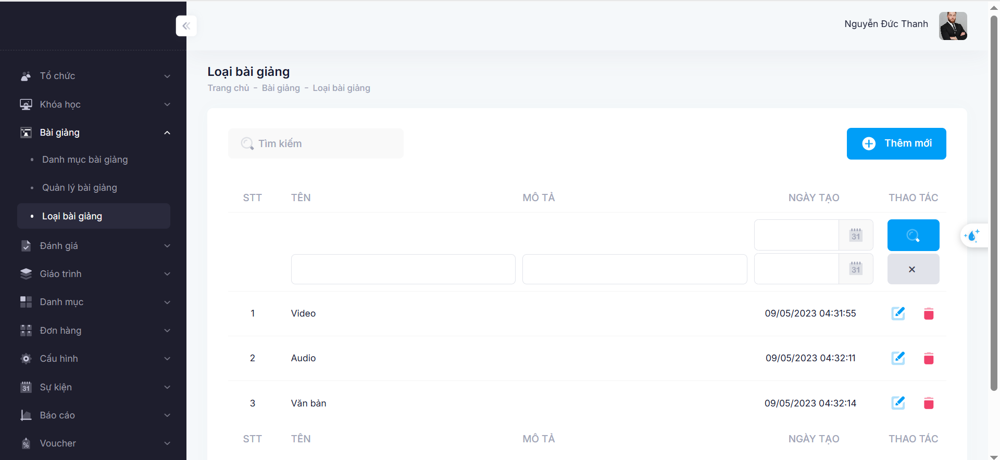 Nguyễn Đức Thanh
Tổ chức
Khóa học
Bài giảng
Danh mục bài giảng
Quản lý bài giảng
Loại bài giảng
Đánh giá
Giáo trình
Danh mục
Đơn hàng
Cấu hình
31 Sự kiện
Báo cáo
% Voucher
Loại bài giảng
Trang chủ - Bài giảng - Loại bài giảng
Tìm kiếm
Thêm mới
STT TÊN MÔ TẢ NGÀY TẠO THAO TÁC
31
31
1 Video 09/05/2023 04:31:55
2 Audio 09/05/2023 04:32:11
3 Văn bản 09/05/2023 04:32:14
STT TÊN MÔ TẢ NGÀY TẠO THAO TÁC